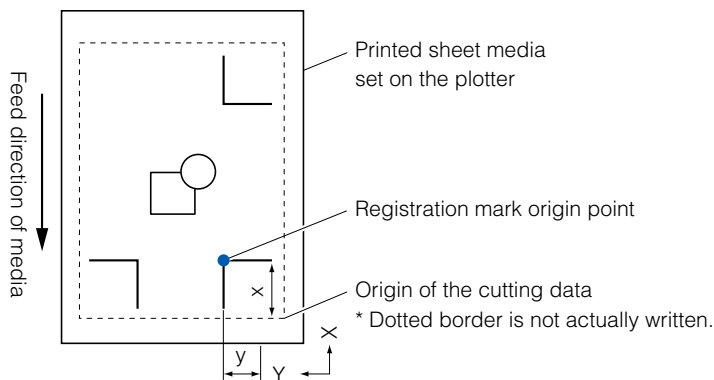 Printed sheet media
set on the plotter
Feed direction of media
Registration mark origin point
x
Origin of the cutting data
* Dotted border is not actually written.
X
y
Y